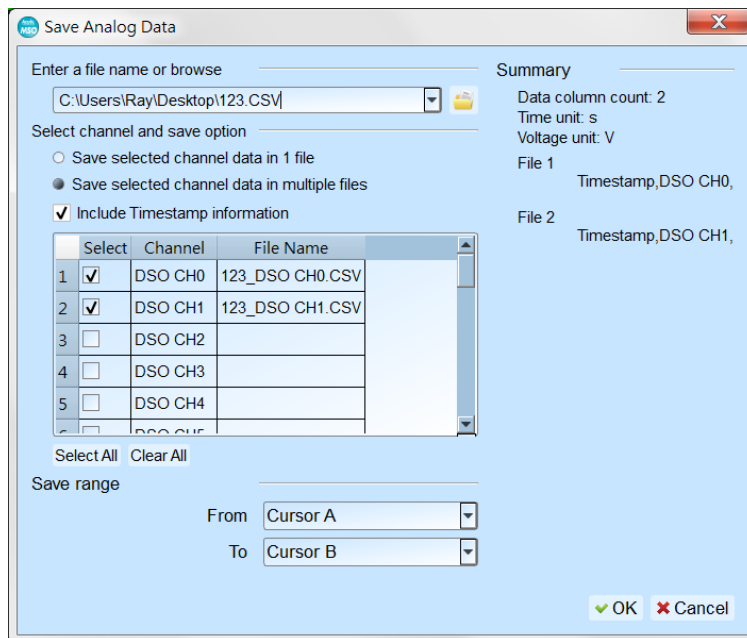 Save Analog Data
Enter a file name or browse
C:\Users\Ray\Desktop\123.CSV
Select channel and save option
Save selected channel data in 1 file
Save selected channel data in multiple files
Include Timestamp information
Select Channel File Name
1 DSO CH0 123_DSO CH0.CSV
2 DSO CH1 123_DSO CH1.CSV
3 DSO CH2
4 DSO CH3
5 DSO CH4
Select All Clear All
Save range
From Cursor A
To Cursor B
Summary
Data column count: 2
Time unit: s
Voltage unit: V
File 1
Timestamp,DSO CH0,
File 2
Timestamp,DSO CH1,
OK Cancel